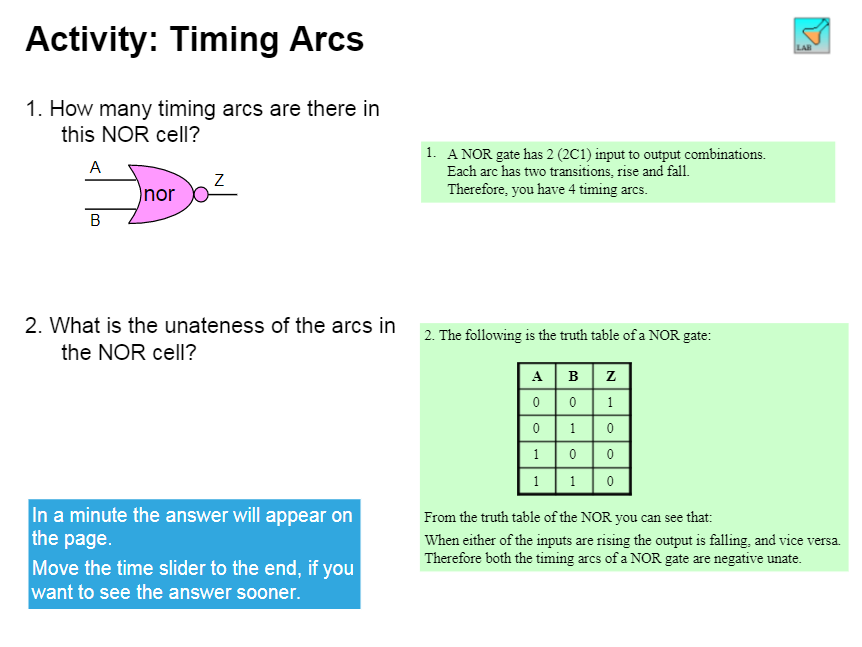 Activity: Timing Arcs
LAB
1. How many timing arcs are there in
this NOR cell?
A
nor
Z
B
1. A NOR gate has 2 (2C1) input to output combinations.
Each arc has two transitions, rise and fall.
Therefore, you have 4 timing arcs.
2. What is the unateness of the arcs in
the NOR cell?
2. The following is the truth table of a NOR gate:
A B Z
0 0 1
0 1 0
1 0 0
1 1 0
From the truth table of the NOR you can see that:
When either of the inputs are rising the output is falling, and vice versa.
Therefore both the timing arcs of a NOR gate are negative unate.
In a minute the answer will appear on
the page.
Move the time slider to the end, if you
want to see the answer sooner.